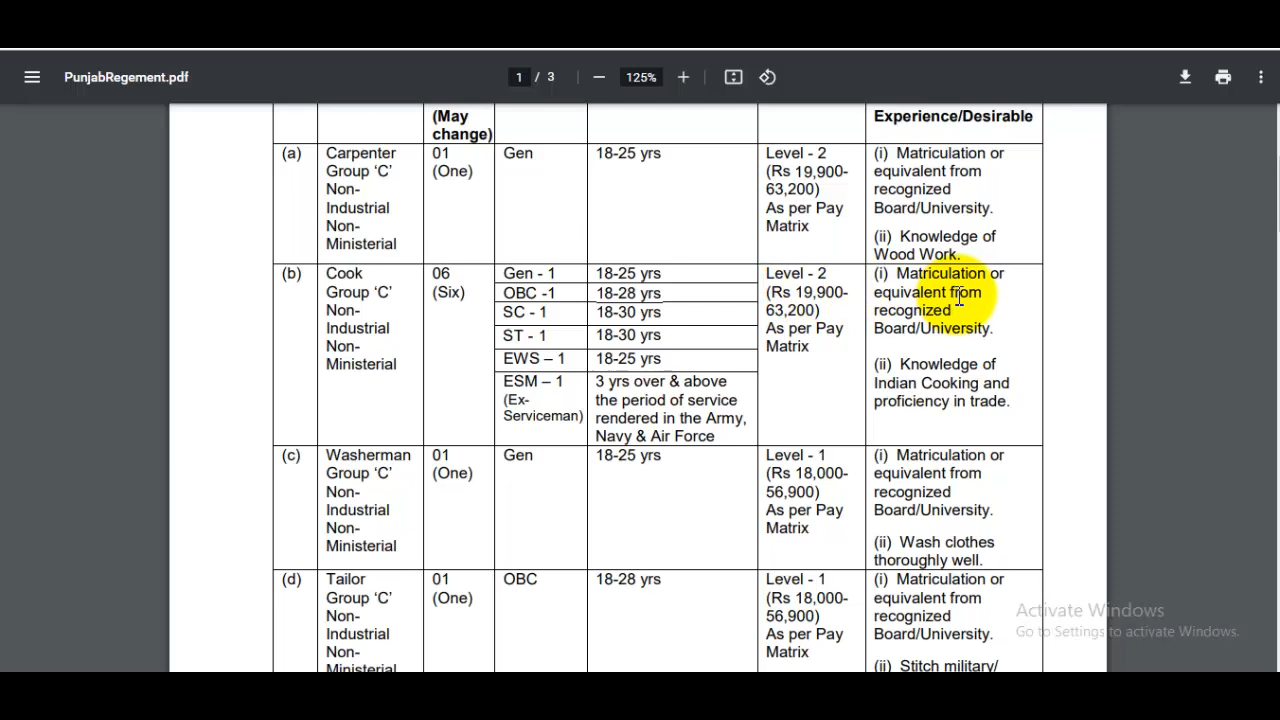 PunjabRegement.pdf
1 / 3
125%
(May change)
Experience/Desirable
(a)
Carpenter
Group ‘C’
Non-
Industrial
Non-
Ministerial
01
(One)
Gen
18-25 yrs
Level - 2
(Rs 19,900-
63,200)
As per Pay
Matrix
(i) Matriculation or
equivalent from
recognized
Board/University.
(ii) Knowledge of
Wood Work.
(b)
Cook
Group ‘C’
Non-
Industrial
Non-
Ministerial
06
(Six)
Gen - 1
18-25 yrs
OBC -1
18-28 yrs
SC - 1
18-30 yrs
ST - 1
18-30 yrs
EWS – 1
18-25 yrs
ESM – 1
(Ex-
Serviceman)
3 yrs over & above
the period of service
rendered in the Army,
Navy & Air Force
Level - 2
(Rs 19,900-
63,200)
As per Pay
Matrix
(i) Matriculation or
equivalent from
recognized
Board/University.
(ii) Knowledge of
Indian Cooking and
proficiency in trade.
(c)
Washerman
Group ‘C’
Non-
Industrial
Non-
Ministerial
01
(One)
Gen
18-25 yrs
Level - 1
(Rs 18,000-
56,900)
As per Pay
Matrix
(i) Matriculation or
equivalent from
recognized
Board/University.
(ii) Wash clothes
thoroughly well.
(d)
Tailor
Group ‘C’
Non-
Industrial
Non-
Ministerial
01
(One)
OBC
18-28 yrs
Level - 1
(Rs 18,000-
56,900)
As per Pay
Matrix
(i) Matriculation or
equivalent from
recognized
Board/University.
(ii) Stitch military/
Activate Windows
Go to Settings to activate Windows.